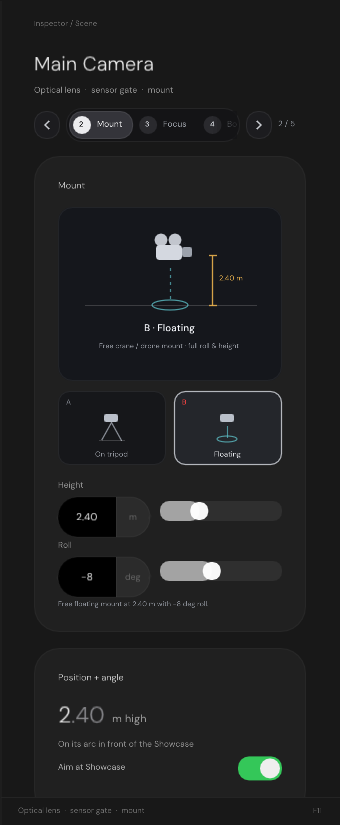 Inspector / Scene
Main Camera
Optical lens · sensor gate · mount
2 Mount 3 Focus 4 2 / 5
Mount
2.40 m
B · Floating
Free crane / drone mount · full roll & height
A B
On tripod Floating
Height
2.40 m
Roll
-8 deg
Free floating mount at 2.40 m with -8 deg roll
Position + angle
2.40 m high
On its arc in front of the Showcase
Aim at Showcase
Optical lens · sensor gate · mount